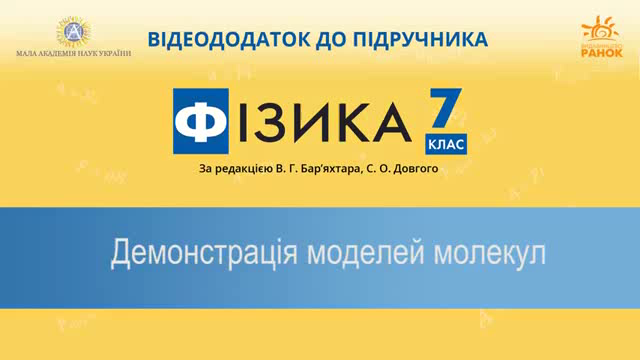 МАЛА АКАДЕМІЯ НАУК УКРАЇНИ
ВІДЕОДОДАТОК ДО ПІДРУЧНИКА
ВИДАВНИЦТВО
РАНОК
ФІЗИКА 7
КЛАС
За редакцією В. Г. Бар’яхтара, С. О. Довгого
Демонстрація моделей молекул